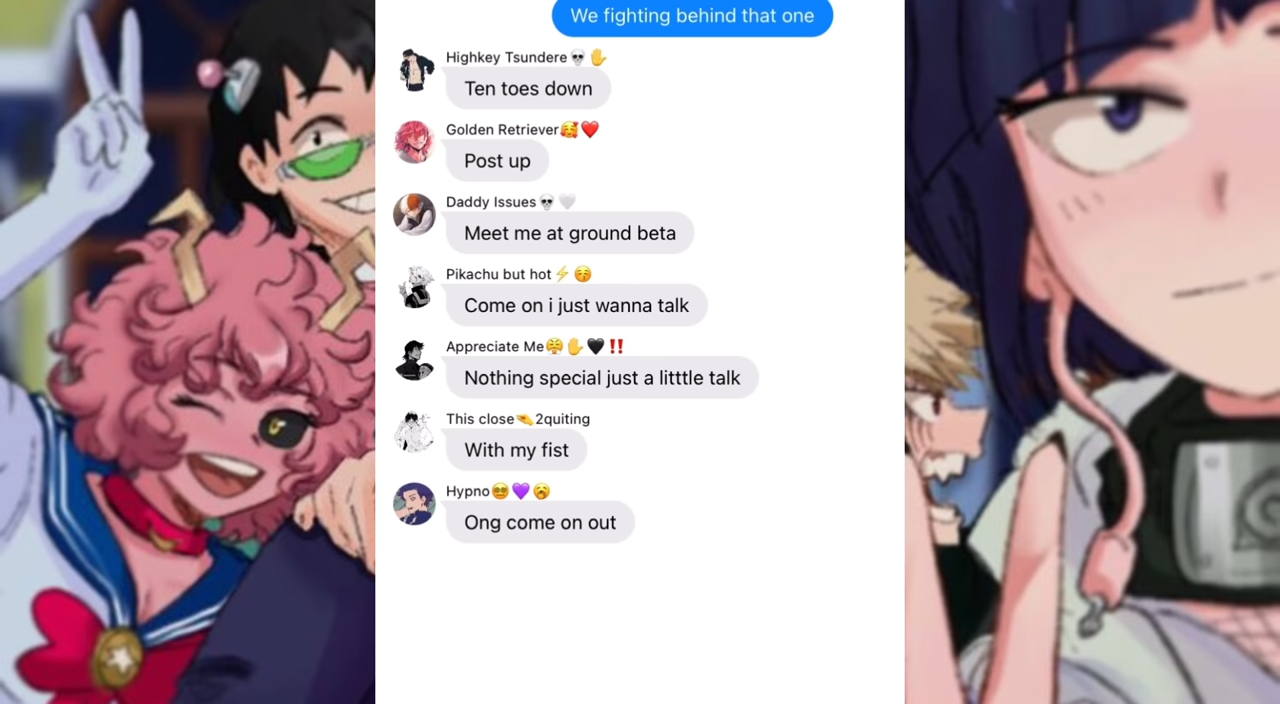 We fighting behind that one
Highkey Tsundere💀✋
Ten toes down
Golden Retriever🥰❤️
Post up
Daddy Issues💀🤍
Meet me at ground beta
Pikachu but hot⚡😚
Come on i just wanna talk
Appreciate Me😤✋🖤‼️
Nothing special just a litttle talk
This close🤏2quiting
With my fist
Hypno😵‍💫💜🥱
Ong come on out